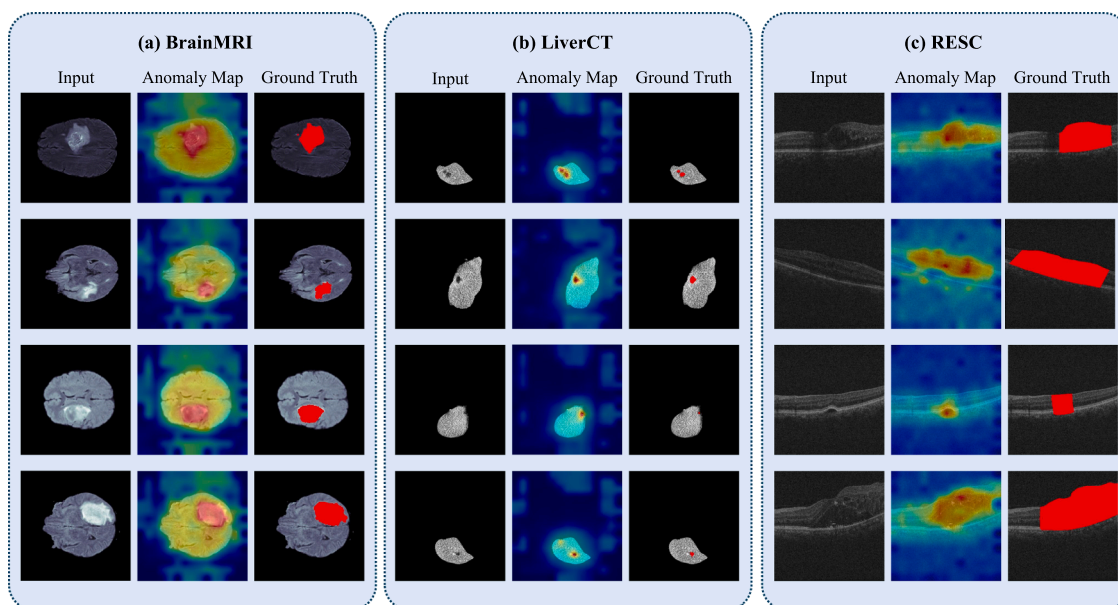 (a) BrainMRI
Input Anomaly Map Ground Truth
(b) LiverCT
Input Anomaly Map Ground Truth
(c) RESC
Input Anomaly Map Ground Truth